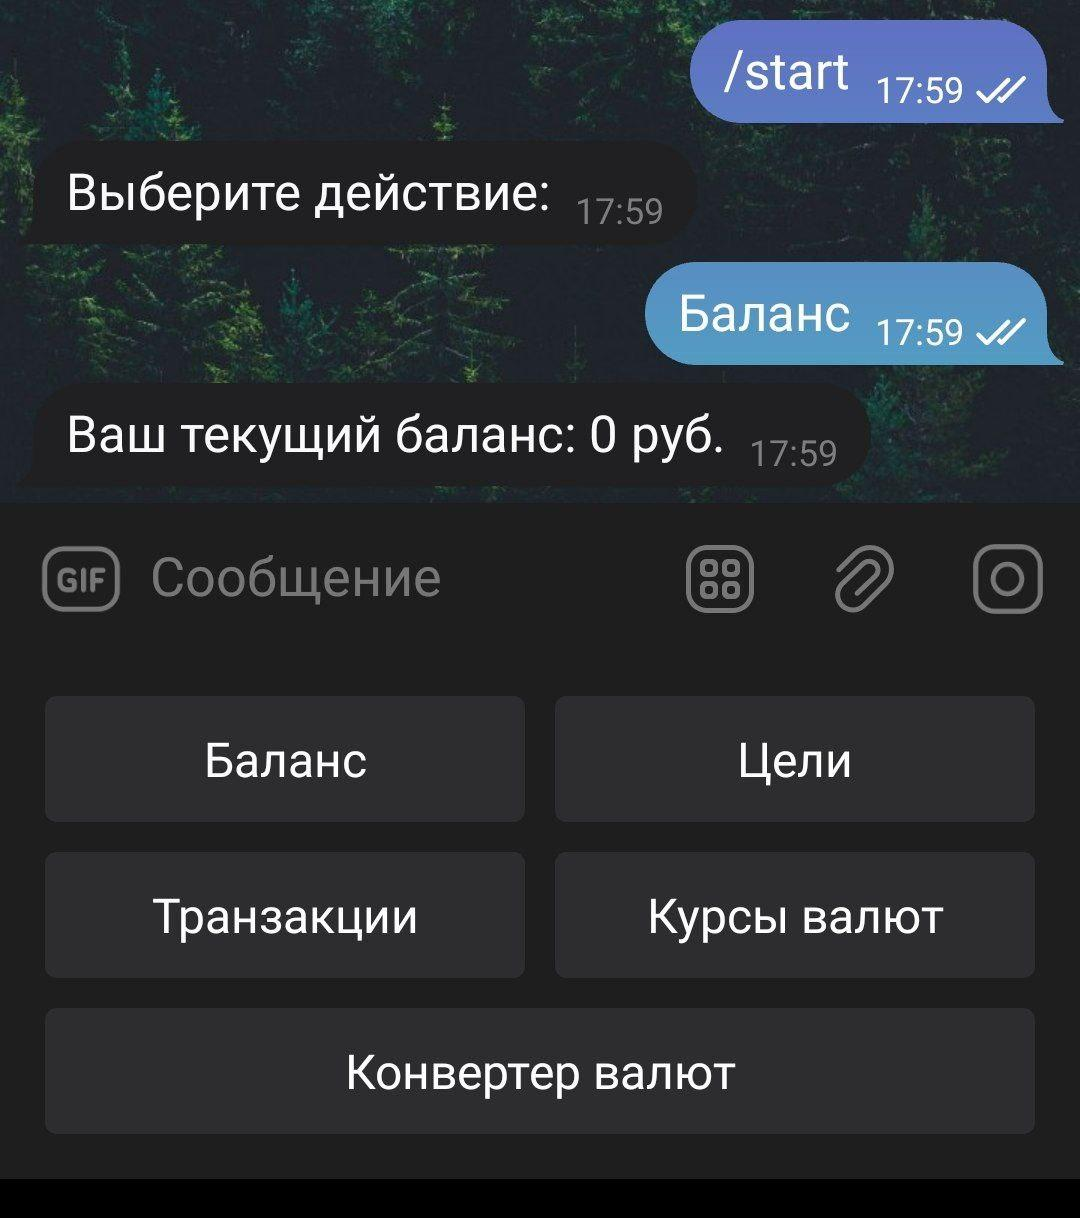 /start 17:59
Выберите действие: 17:59
Баланс 17:59
Ваш текущий баланс: 0 руб. 17:59
GIF Сообщение
Баланс Цели
Транзакции Курсы валют
Конвертер валют